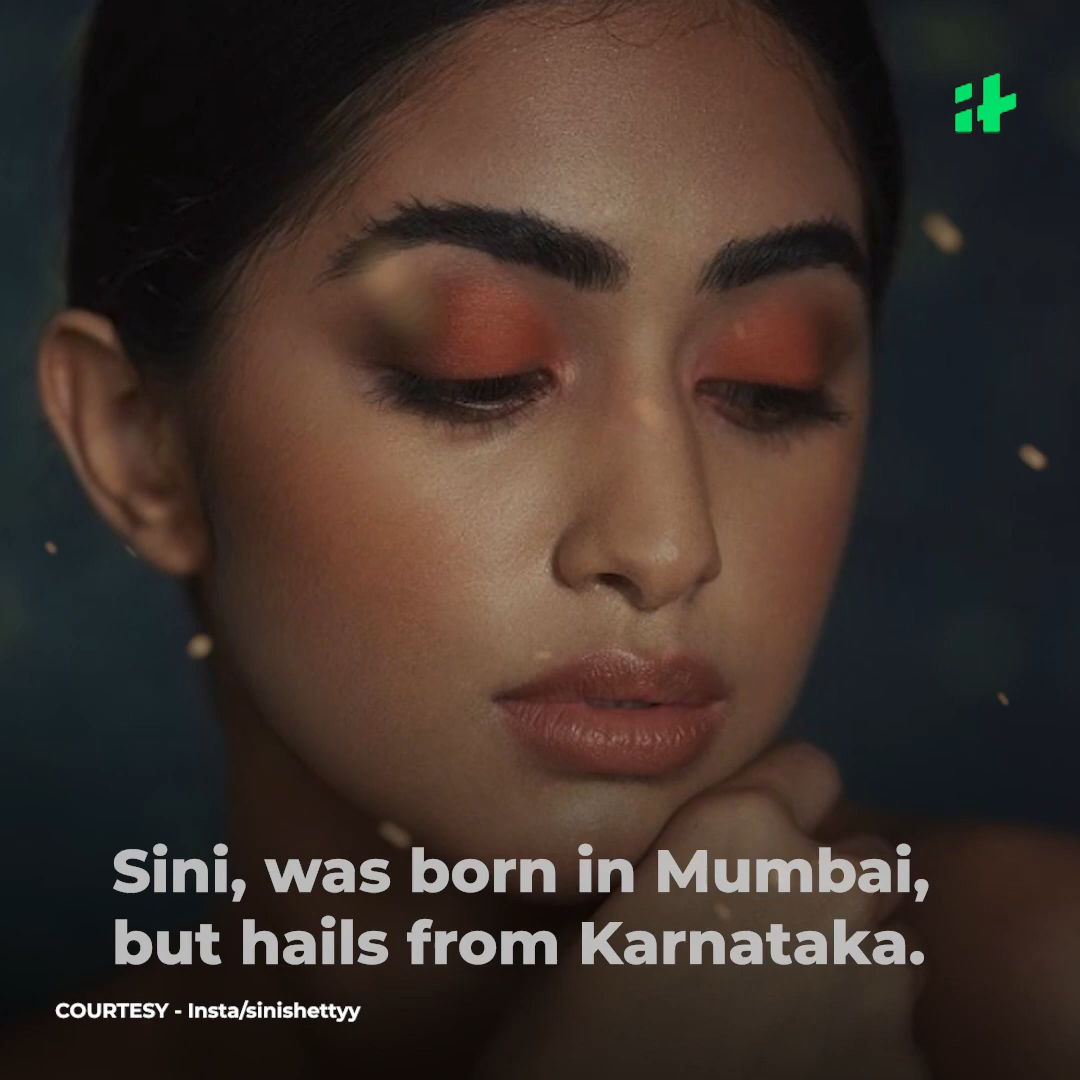 Sini, was born in Mumbai,
but hails from Karnataka.
COURTESY - Insta/sinishettyy